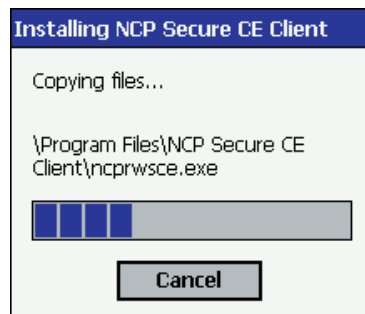 Installing NCP Secure CE Client
Copying files...
\Program Files\NCP Secure CE
Client\ncprwsce.exe
Cancel